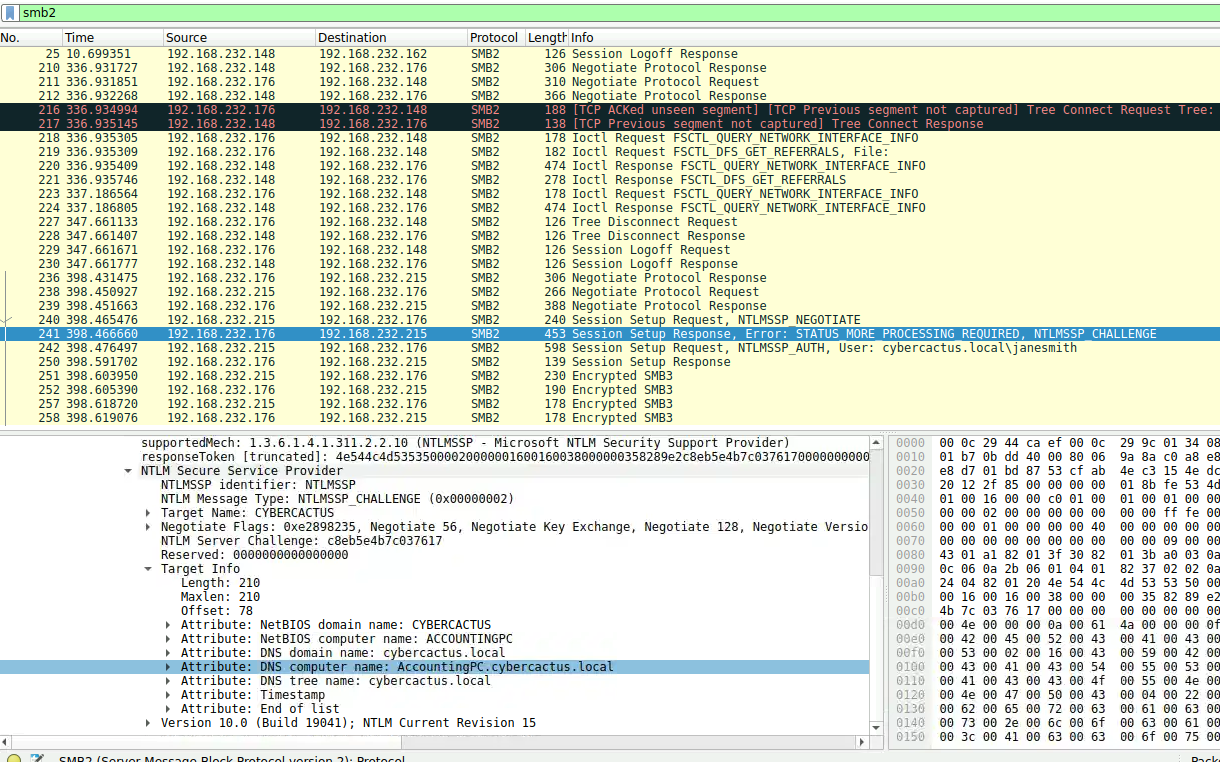 smb2
No. Time Source Destination Protocol Length Info
25 10.699351 192.168.232.148 192.168.232.162 SMB2 126 Session Logoff Response
210 336.931727 192.168.232.148 192.168.232.176 SMB2 306 Negotiate Protocol Response
211 336.931851 192.168.232.176 192.168.232.148 SMB2 310 Negotiate Protocol Request
212 336.932268 192.168.232.148 192.168.232.176 SMB2 366 Negotiate Protocol Response
216 336.934994 192.168.232.176 192.168.232.148 SMB2 188 [TCP ACKed unseen segment] [TCP Previous segment not captured] Tree Connect Request Tree:
217 336.935145 192.168.232.148 192.168.232.176 SMB2 138 [TCP Previous segment not captured] Tree Connect Response
218 336.935305 192.168.232.176 192.168.232.148 SMB2 178 Ioctl Request FSCTL_QUERY_NETWORK_INTERFACE_INFO
219 336.935309 192.168.232.176 192.168.232.148 SMB2 182 Ioctl Request FSCTL_DFS_GET_REFERRALS, File:
220 336.935409 192.168.232.148 192.168.232.176 SMB2 474 Ioctl Response FSCTL_QUERY_NETWORK_INTERFACE_INFO
221 336.935746 192.168.232.148 192.168.232.176 SMB2 278 Ioctl Response FSCTL_DFS_GET_REFERRALS
223 337.186564 192.168.232.176 192.168.232.148 SMB2 178 Ioctl Request FSCTL_QUERY_NETWORK_INTERFACE_INFO
224 337.186805 192.168.232.148 192.168.232.176 SMB2 474 Ioctl Response FSCTL_QUERY_NETWORK_INTERFACE_INFO
227 347.661133 192.168.232.176 192.168.232.148 SMB2 126 Tree Disconnect Request
228 347.661407 192.168.232.148 192.168.232.176 SMB2 126 Tree Disconnect Response
229 347.661671 192.168.232.176 192.168.232.148 SMB2 126 Session Logoff Request
230 347.661777 192.168.232.148 192.168.232.176 SMB2 126 Session Logoff Response
236 398.431475 192.168.232.176 192.168.232.215 SMB2 306 Negotiate Protocol Response
238 398.450927 192.168.232.215 192.168.232.176 SMB2 266 Negotiate Protocol Request
239 398.451663 192.168.232.176 192.168.232.215 SMB2 388 Negotiate Protocol Response
240 398.465476 192.168.232.215 192.168.232.176 SMB2 240 Session Setup Request, NTLMSSP_NEGOTIATE
241 398.466660 192.168.232.176 192.168.232.215 SMB2 453 Session Setup Response, Error: STATUS_MORE_PROCESSING_REQUIRED, NTLMSSP_CHALLENGE
242 398.476497 192.168.232.215 192.168.232.176 SMB2 598 Session Setup Request, NTLMSSP_AUTH, User: cybercactus.local\janesmith
250 398.591702 192.168.232.176 192.168.232.215 SMB2 139 Session Setup Response
251 398.603950 192.168.232.215 192.168.232.176 SMB2 230 Encrypted SMB3
252 398.605390 192.168.232.176 192.168.232.215 SMB2 190 Encrypted SMB3
257 398.618720 192.168.232.215 192.168.232.176 SMB2 178 Encrypted SMB3
258 398.619076 192.168.232.176 192.168.232.215 SMB2 178 Encrypted SMB3
supportedMech: 1.3.6.1.4.1.311.2.2.10 (NTLMSSP - Microsoft NTLM Security Support Provider)
responseToken [truncated]: 4e544c4d53535000020000001600160038000000358289e2c8eb5e4b7c0376170000000000
NTLM Secure Service Provider
NTLMSSP identifier: NTLMSSP
NTLM Message Type: NTLMSSP_CHALLENGE (0x00000002)
Target Name: CYBERCACTUS
Negotiate Flags: 0xe2898235, Negotiate 56, Negotiate Key Exchange, Negotiate 128, Negotiate Versio
NTLM Server Challenge: c8eb5e4b7c037617
Reserved: 0000000000000000
Target Info
Length: 210
Maxlen: 210
Offset: 78
Attribute: NetBIOS domain name: CYBERCACTUS
Attribute: NetBIOS computer name: ACCOUNTINGPC
Attribute: DNS domain name: cybercactus.local
Attribute: DNS computer name: AccountingPC.cybercactus.local
Attribute: DNS tree name: cybercactus.local
Attribute: Timestamp
Attribute: End of list
Version 10.0 (Build 19041); NTLM Current Revision 15
0000 00 0c 29 44 ca ef 00 0c 29 9c 01 34 08
0010 01 b7 0b dd 40 00 80 06 9a 8a c0 a8 e8
0020 e8 d7 01 bd 87 53 cf ab 4e c3 15 4e dc
0030 20 12 2f 85 00 00 00 00 01 8b fe 53 4d
0040 01 00 16 00 00 c0 01 00 01 00 01 00 00
0050 00 00 02 00 00 00 00 00 00 00 ff fe 00
0060 00 00 01 00 00 00 00 40 00 00 00 00 00
0070 00 00 00 00 00 00 00 00 00 00 09 00 00
0080 43 01 a1 82 01 3f 30 82 01 3b a0 03 0a
0090 0c 06 0a 2b 06 01 04 01 82 37 02 02 0a
00a0 24 04 82 01 20 4e 54 4c 4d 53 53 50 00
00b0 00 16 00 16 00 38 00 00 00 35 82 89 e2
00c0 4b 7c 03 76 17 00 00 00 00 00 00 00 00
00d0 00 4e 00 00 00 0a 00 61 4a 00 00 00 0f
00e0 00 42 00 45 00 52 00 43 00 41 00 43 00
00f0 00 53 00 02 00 16 00 43 00 59 00 42 00
0100 00 43 00 41 00 43 00 54 00 55 00 53 00
0110 00 41 00 43 00 43 00 4f 00 55 00 4e 00
0120 00 4e 00 47 00 50 00 43 00 04 00 22 00
0130 00 62 00 65 00 72 00 63 00 61 00 63 00
0140 00 73 00 2e 00 6c 00 6f 00 63 00 61 00
0150 00 3c 00 41 00 63 00 63 00 6f 00 75 00
SMB2 (Server Message Block Protocol version 2): Protocol